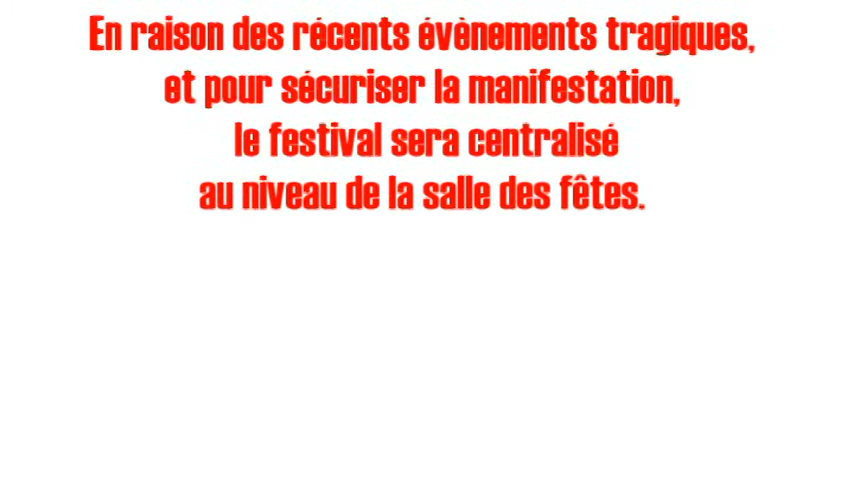 En raison des récents évènements tragiques,
et pour sécuriser la manifestation,
le festival sera centralisé
au niveau de la salle des fêtes.